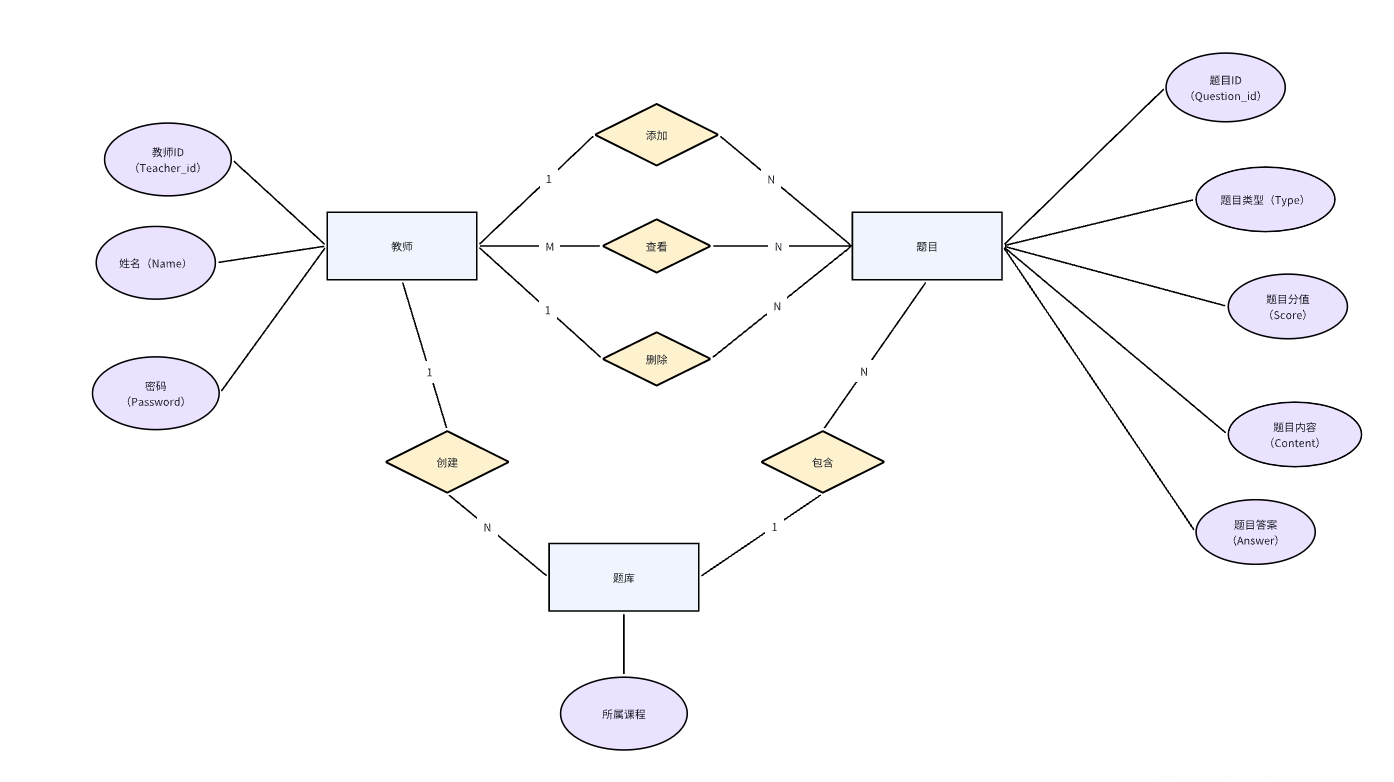 题目ID
（Question_id）
添加
教师ID
（Teacher_id）
1
N
题目类型（Type）
教师
M
查看
N
题目
姓名（Name）
题目分值
（Score）
1
N
删除
1
N
密码
（Password）
题目内容
（Content）
创建
包含
N
1
题目答案
（Answer）
题库
所属课程